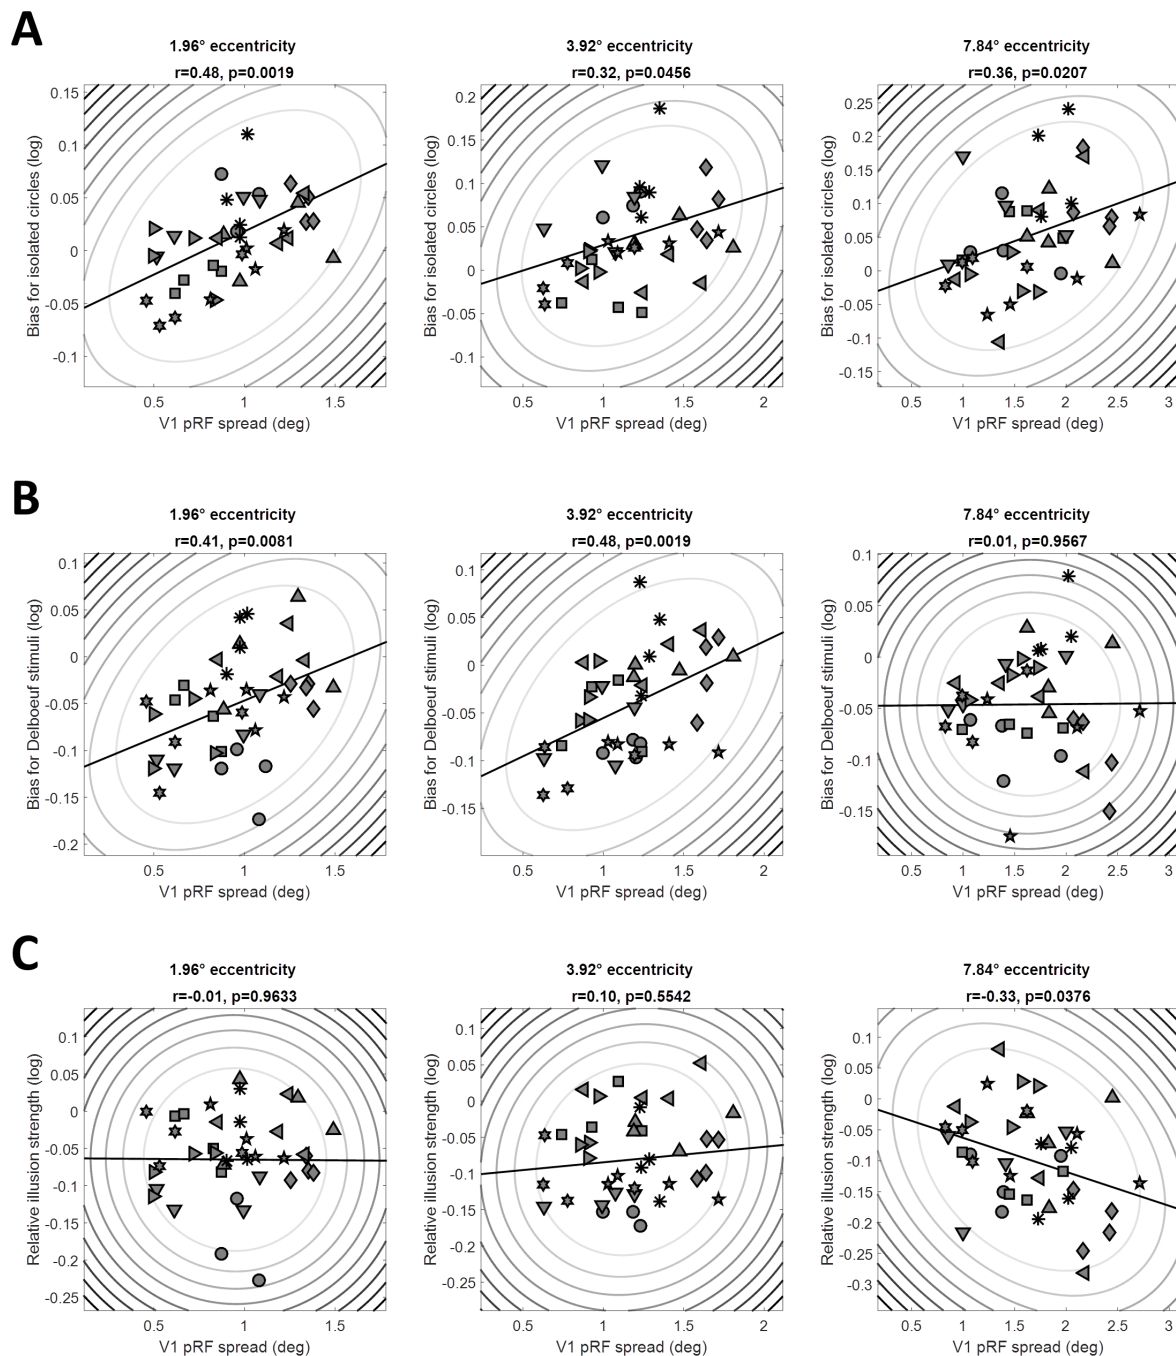 A
1.96° eccentricity
r=0.48, p=0.0019
Bias for isolated circles (log)
0.15
0.1
0.05
0
-0.05
-0.1
0.5 1 1.5
V1 pRF spread (deg)
3.92° eccentricity
r=0.32, p=0.0456
Bias for isolated circles (log)
0.2
0.15
0.1
0.05
0
-0.05
-0.1
0.5 1 1.5 2
V1 pRF spread (deg)
7.84° eccentricity
r=0.36, p=0.0207
Bias for isolated circles (log)
0.25
0.2
0.15
0.1
0.05
0
-0.05
-0.1
-0.15
0.5 1 1.5 2 2.5 3
V1 pRF spread (deg)
B
1.96° eccentricity
r=0.41, p=0.0081
Bias for Delboeuf stimuli (log)
0.1
0.05
0
-0.05
-0.1
-0.15
-0.2
0.5 1 1.5
V1 pRF spread (deg)
3.92° eccentricity
r=0.48, p=0.0019
Bias for Delboeuf stimuli (log)
0.1
0.05
0
-0.05
-0.1
-0.15
0.5 1 1.5 2
V1 pRF spread (deg)
7.84° eccentricity
r=0.01, p=0.9567
Bias for Delboeuf stimuli (log)
0.1
0.05
0
-0.05
-0.1
-0.15
0.5 1 1.5 2 2.5 3
V1 pRF spread (deg)
C
1.96° eccentricity
r=-0.01, p=0.9633
Relative illusion strength (log)
0.1
0.05
0
-0.05
-0.1
-0.15
-0.2
-0.25
0.5 1 1.5
V1 pRF spread (deg)
3.92° eccentricity
r=0.10, p=0.5542
Relative illusion strength (log)
0.1
0.05
0
-0.05
-0.1
-0.15
-0.2
-0.25
0.5 1 1.5 2
V1 pRF spread (deg)
7.84° eccentricity
r=-0.33, p=0.0376
Relative illusion strength (log)
0.1
0.05
0
-0.05
-0.1
-0.15
-0.2
-0.25
-0.3
0.5 1 1.5 2 2.5 3
V1 pRF spread (deg)